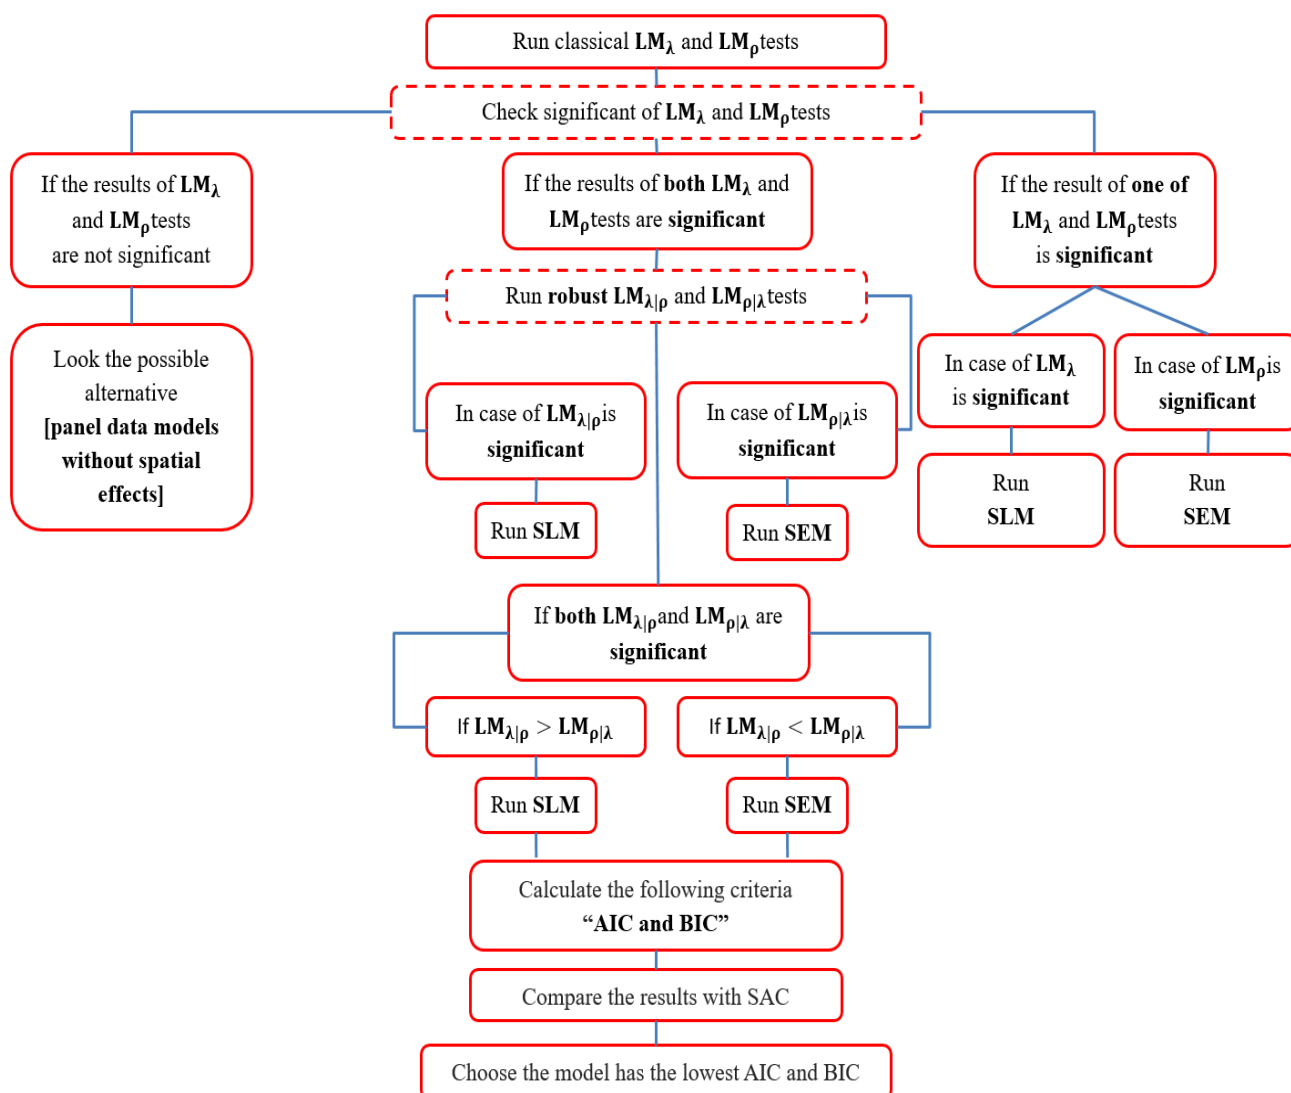 Run classical LMλ and LMρtests
Check significant of LMλ and LMρtests
If the results of LMλ
and LMρtests
are not significant
If the results of both LMλ and
LMρtests are significant
If the result of one of
LMλ and LMρtests
is significant
Look the possible
alternative
[panel data models
without spatial
effects]
Run robust LMλ|ρ and LMρ|λtests
In case of LMλ|ρis
significant
Run SLM
In case of LMρ|λis
significant
Run SEM
In case of LMλ
is significant
Run
SLM
In case of LMρis
significant
Run
SEM
If both LMλ|ρand LMρ|λ are
significant
If LMλ|ρ > LMρ|λ
If LMλ|ρ < LMρ|λ
Run SLM
Run SEM
Calculate the following criteria
“AIC and BIC”
Compare the results with SAC
Choose the model has the lowest AIC and BIC